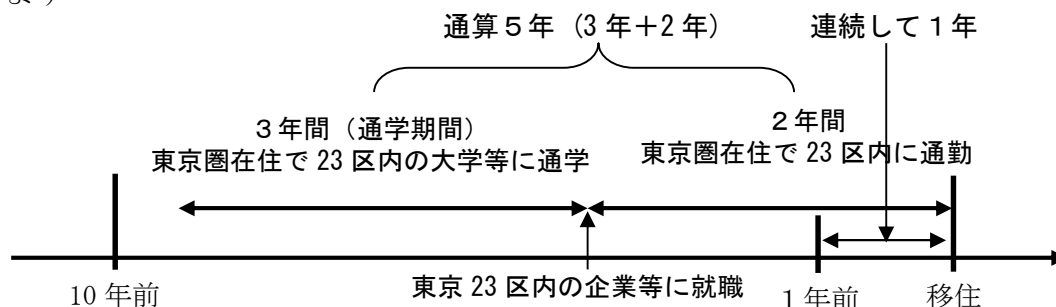 通算５年（3 年＋2 年）
連続して１年
３年間（通学期間）
東京圏在住で 23 区内の大学等に通学
２年間
東京圏在住で 23 区内に通勤
10 年前
東京 23 区内の企業等に就職
1 年前
移住